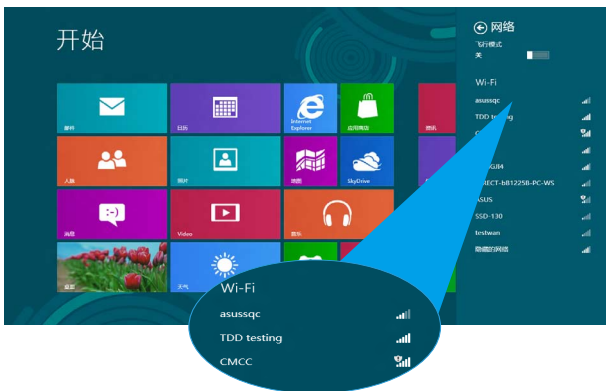 开始
邮件
日历
Internet
Explorer
应用商店
资讯
人脉
照片
地图
SkyDrive
消息
Video
音乐
桌面
天气
网络
飞行模式
关
Wi-Fi
asussqc
TDD testing
ASUS
SSD-130
testwan
隐藏的网络
Wi-Fi
asussqc
TDD testing
CMCC